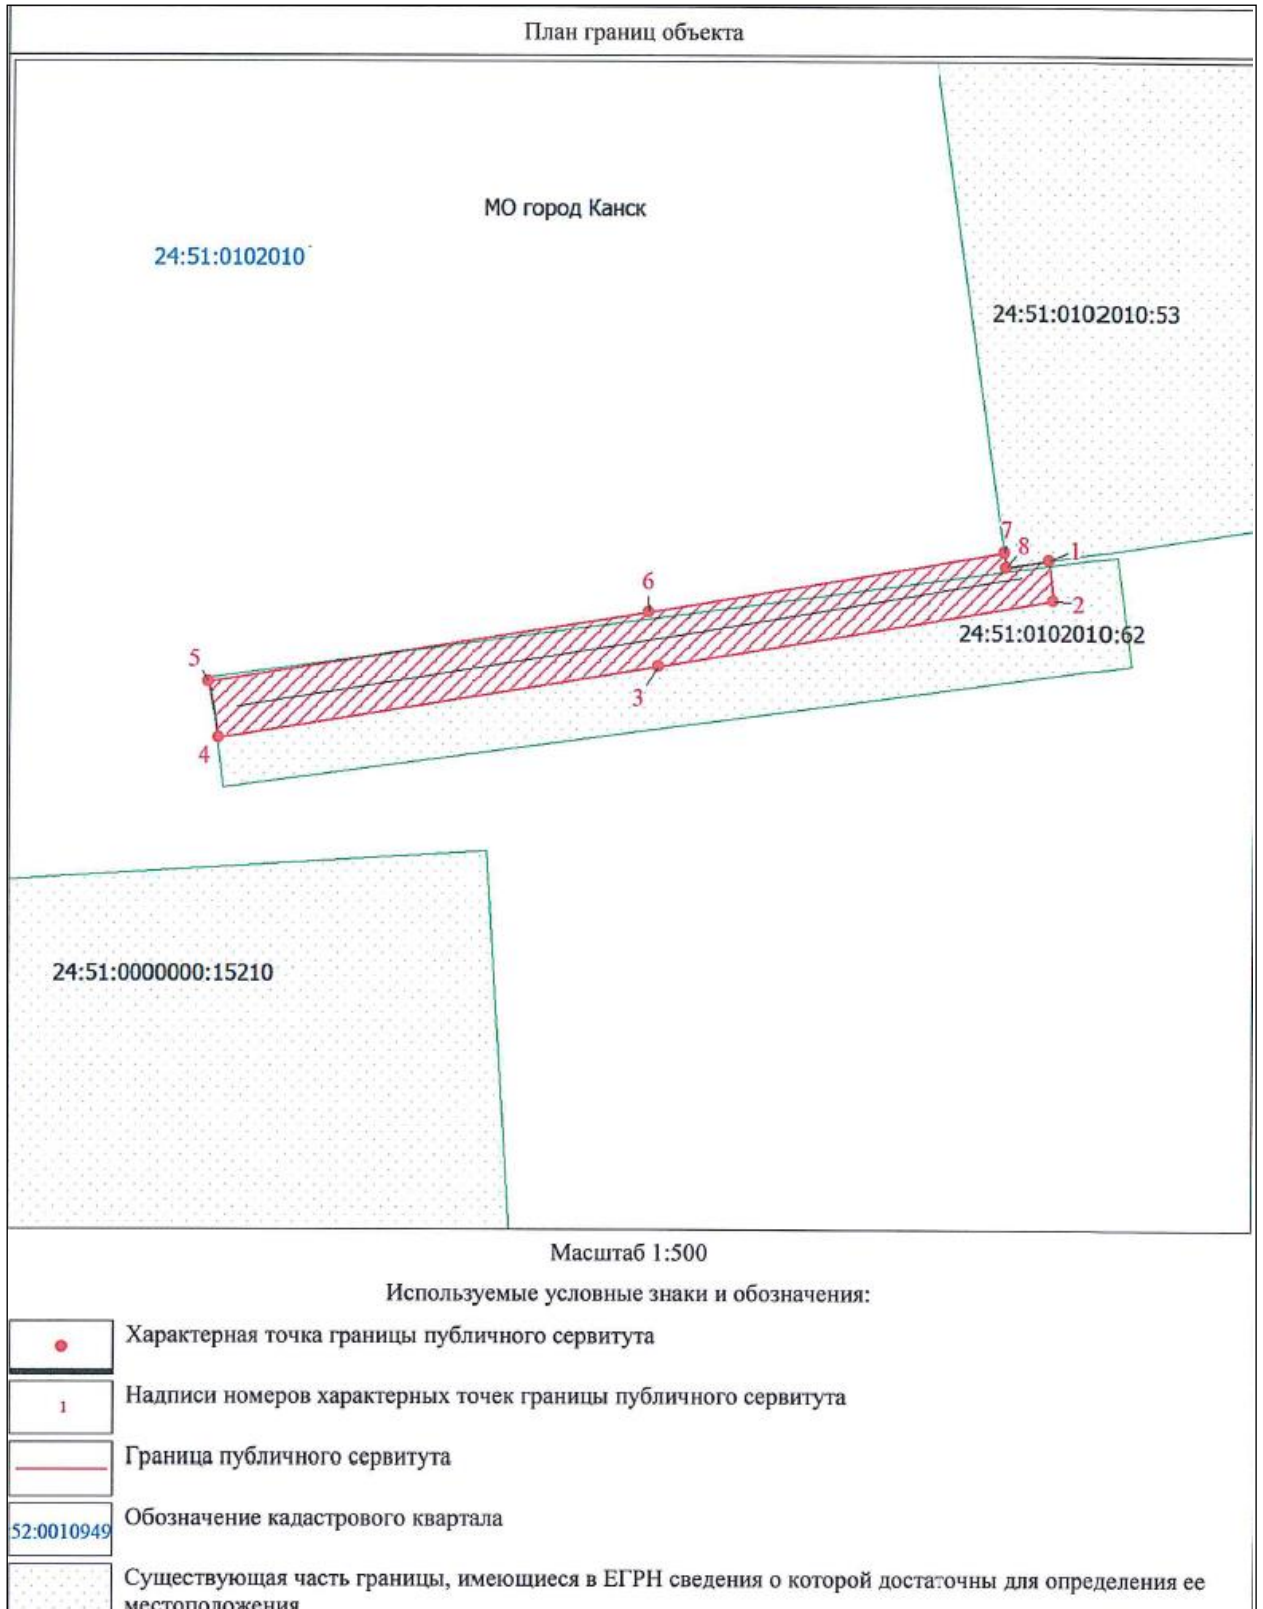 План границ объекта
МО город Канск
24:51:0102010
24:51:0102010:53
7
8
1
6
2
24:51:0102010:62
5
3
4
24:51:0000000:15210
Масштаб 1:500
Используемые условные знаки и обозначения:
Характерная точка границы публичного сервитута
1
Надписи номеров характерных точек границы публичного сервитута
Граница публичного сервитута
52:0010949
Обозначение кадастрового квартала
Существующая часть границы, имеющиеся в ЕГРН сведения о которой достаточны для определения ее
местоположения